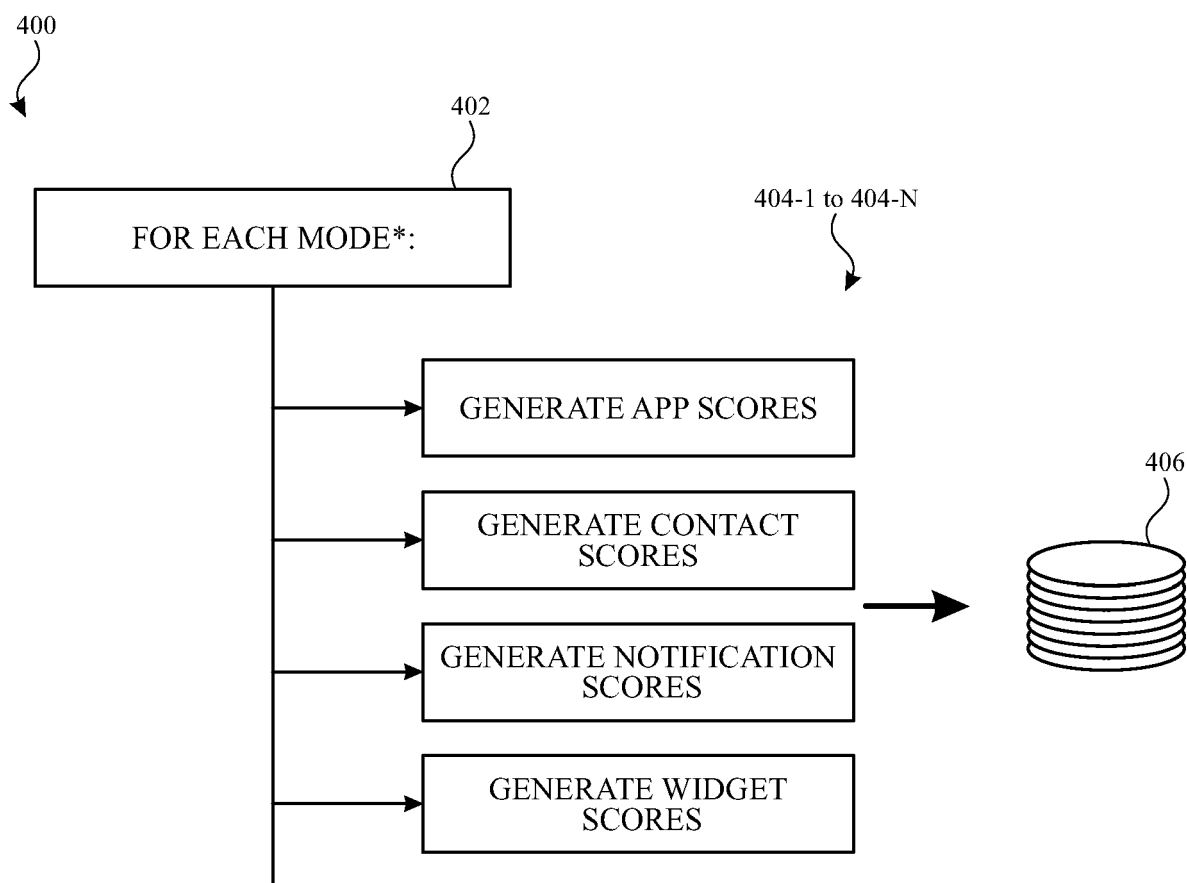 400
402
FOR EACH MODE*:
404-1 to 404-N
GENERATE APP SCORES
GENERATE CONTACT
SCORES
406
GENERATE NOTIFICATION
SCORES
GENERATE WIDGET
SCORES